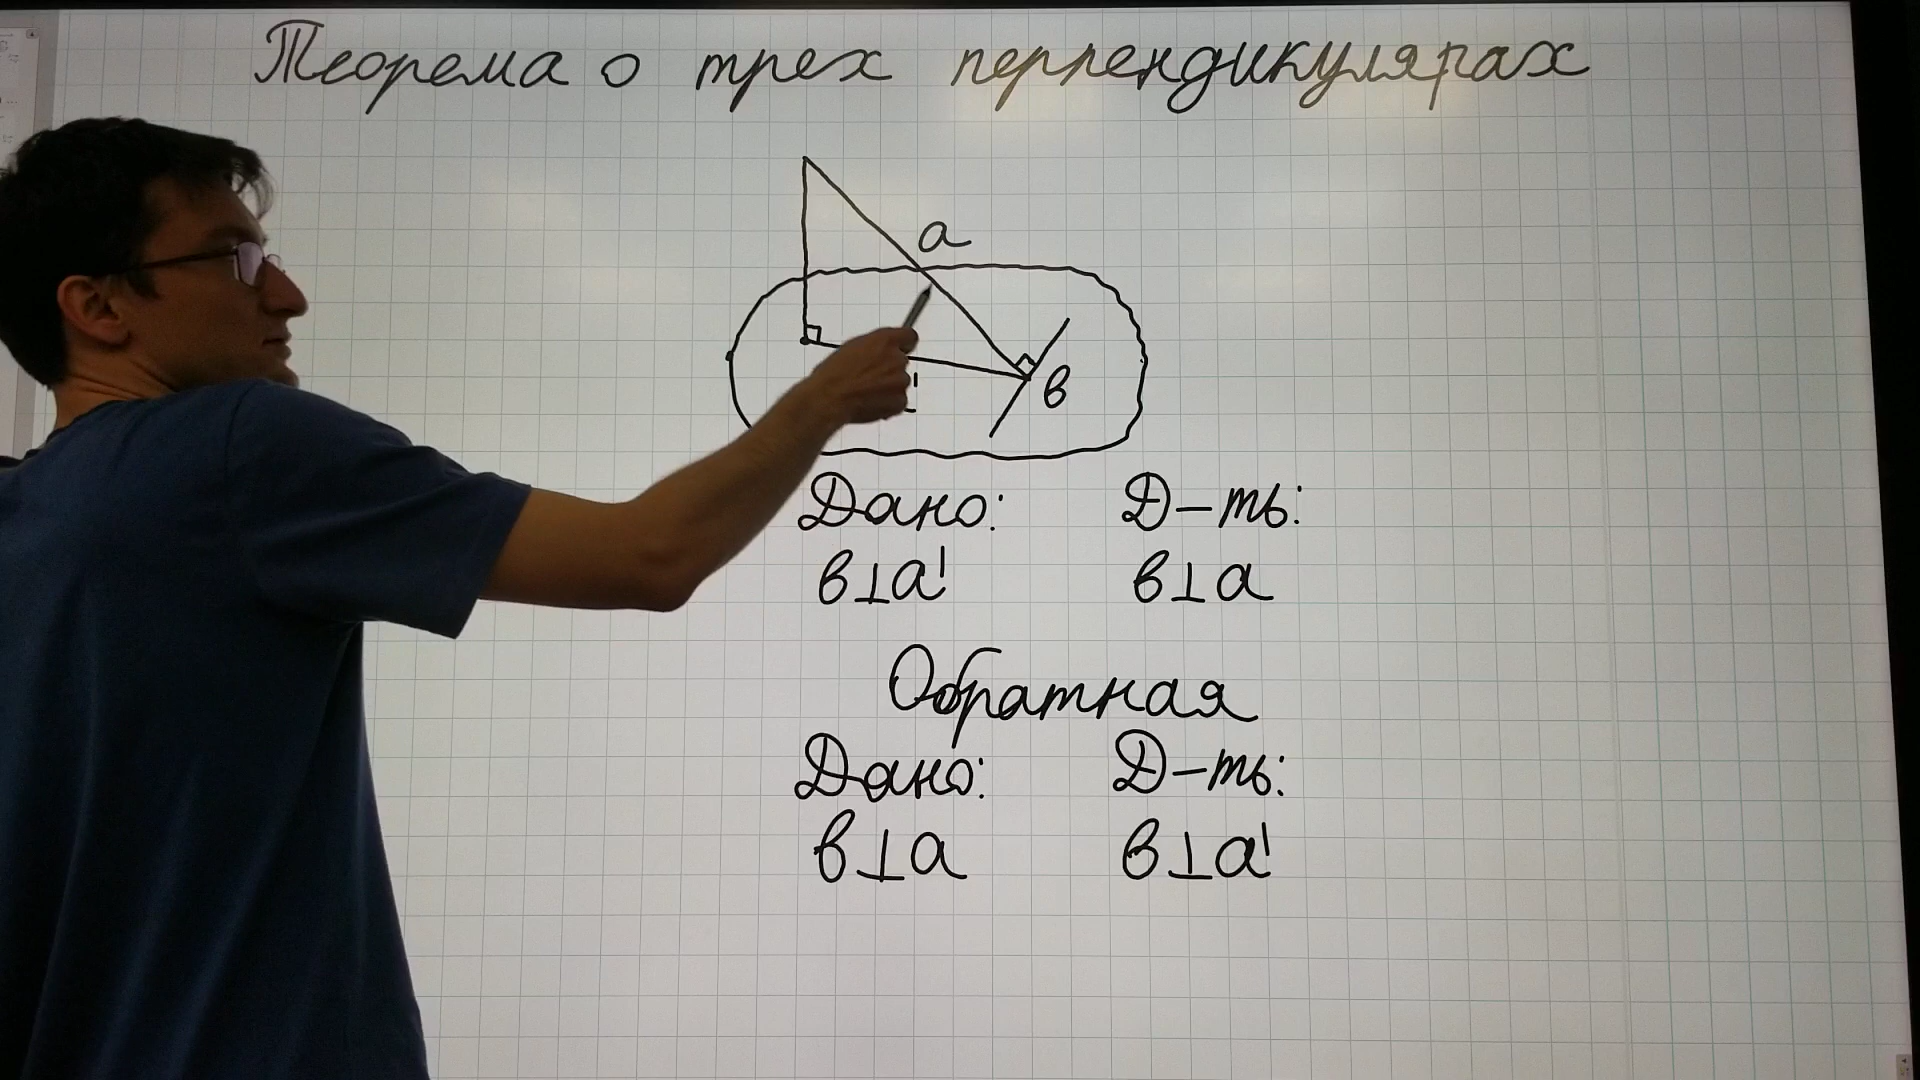 Теорема о трех перпендикулярах
а
в
Дано: Д-ть:
в⊥а' в⊥а
Обратная
Дано: Д-ть:
в⊥а в⊥а'